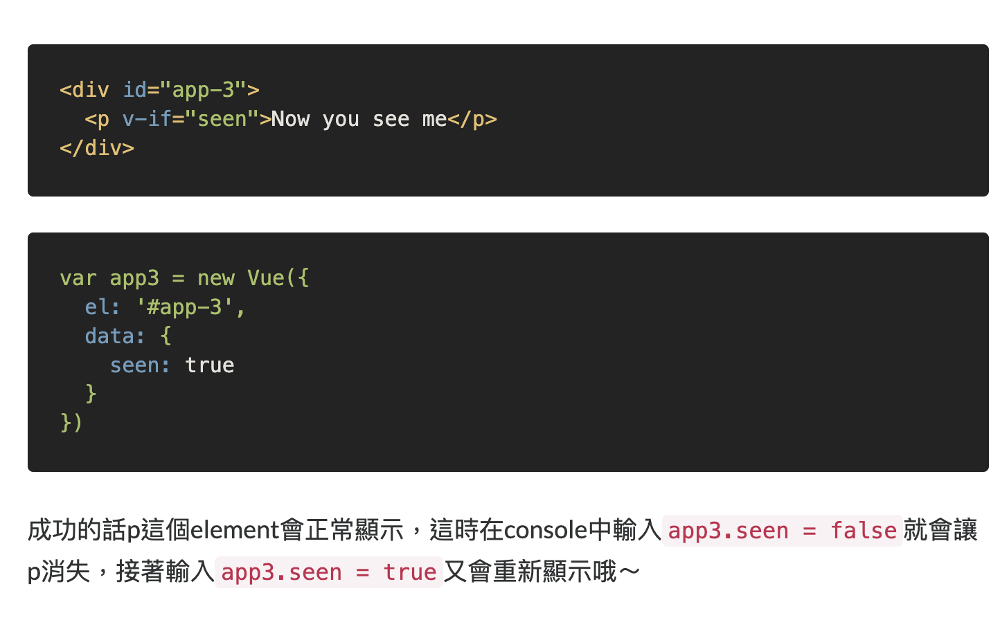 <div id="app-3">
  <p v-if="seen">Now you see me</p>
</div>
var app3 = new Vue({
  el: '#app-3',
  data: {
    seen: true
  }
})
成功的話p這個element會正常顯示，這時在console中輸入 app3.seen = false 就會讓
p消失，接著輸入 app3.seen = true 又會重新顯示哦～